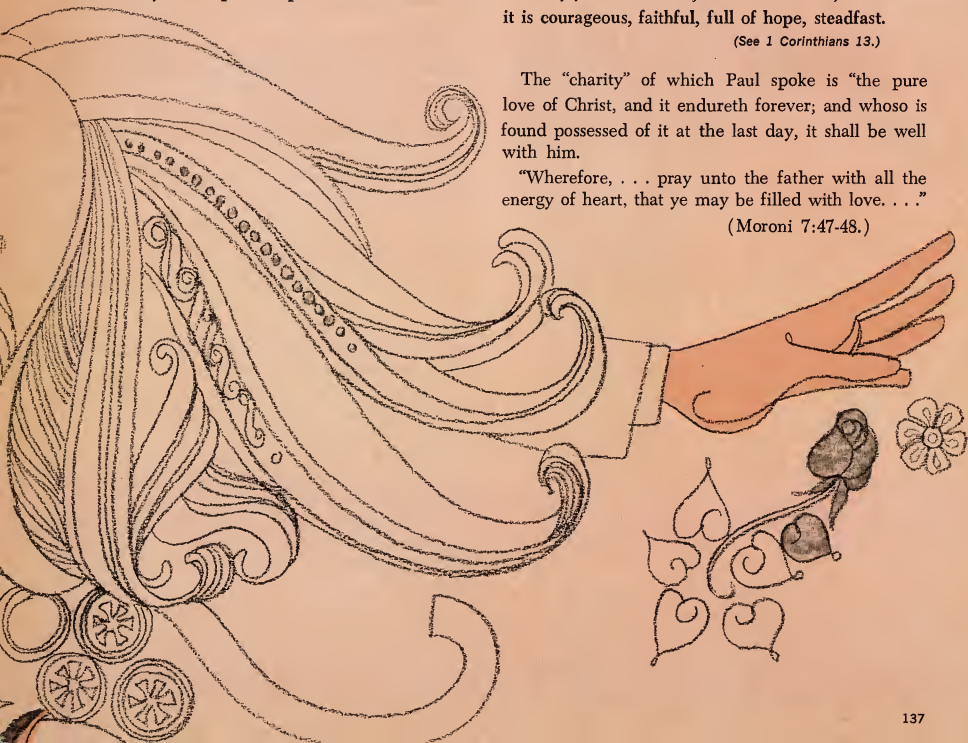 it is courageous, faithful, full of hope, steadfast.
(See 1 Corinthians 13.)
The “charity” of which Paul spoke is “the pure
love of Christ, and it endureth forever; and whoso is
found possessed of it at the last day, it shall be well
with him.
“Wherefore, . . . pray unto the father with all the
energy of heart, that ye may be filled with love. . . .”
(Moroni 7:47-48.)
137